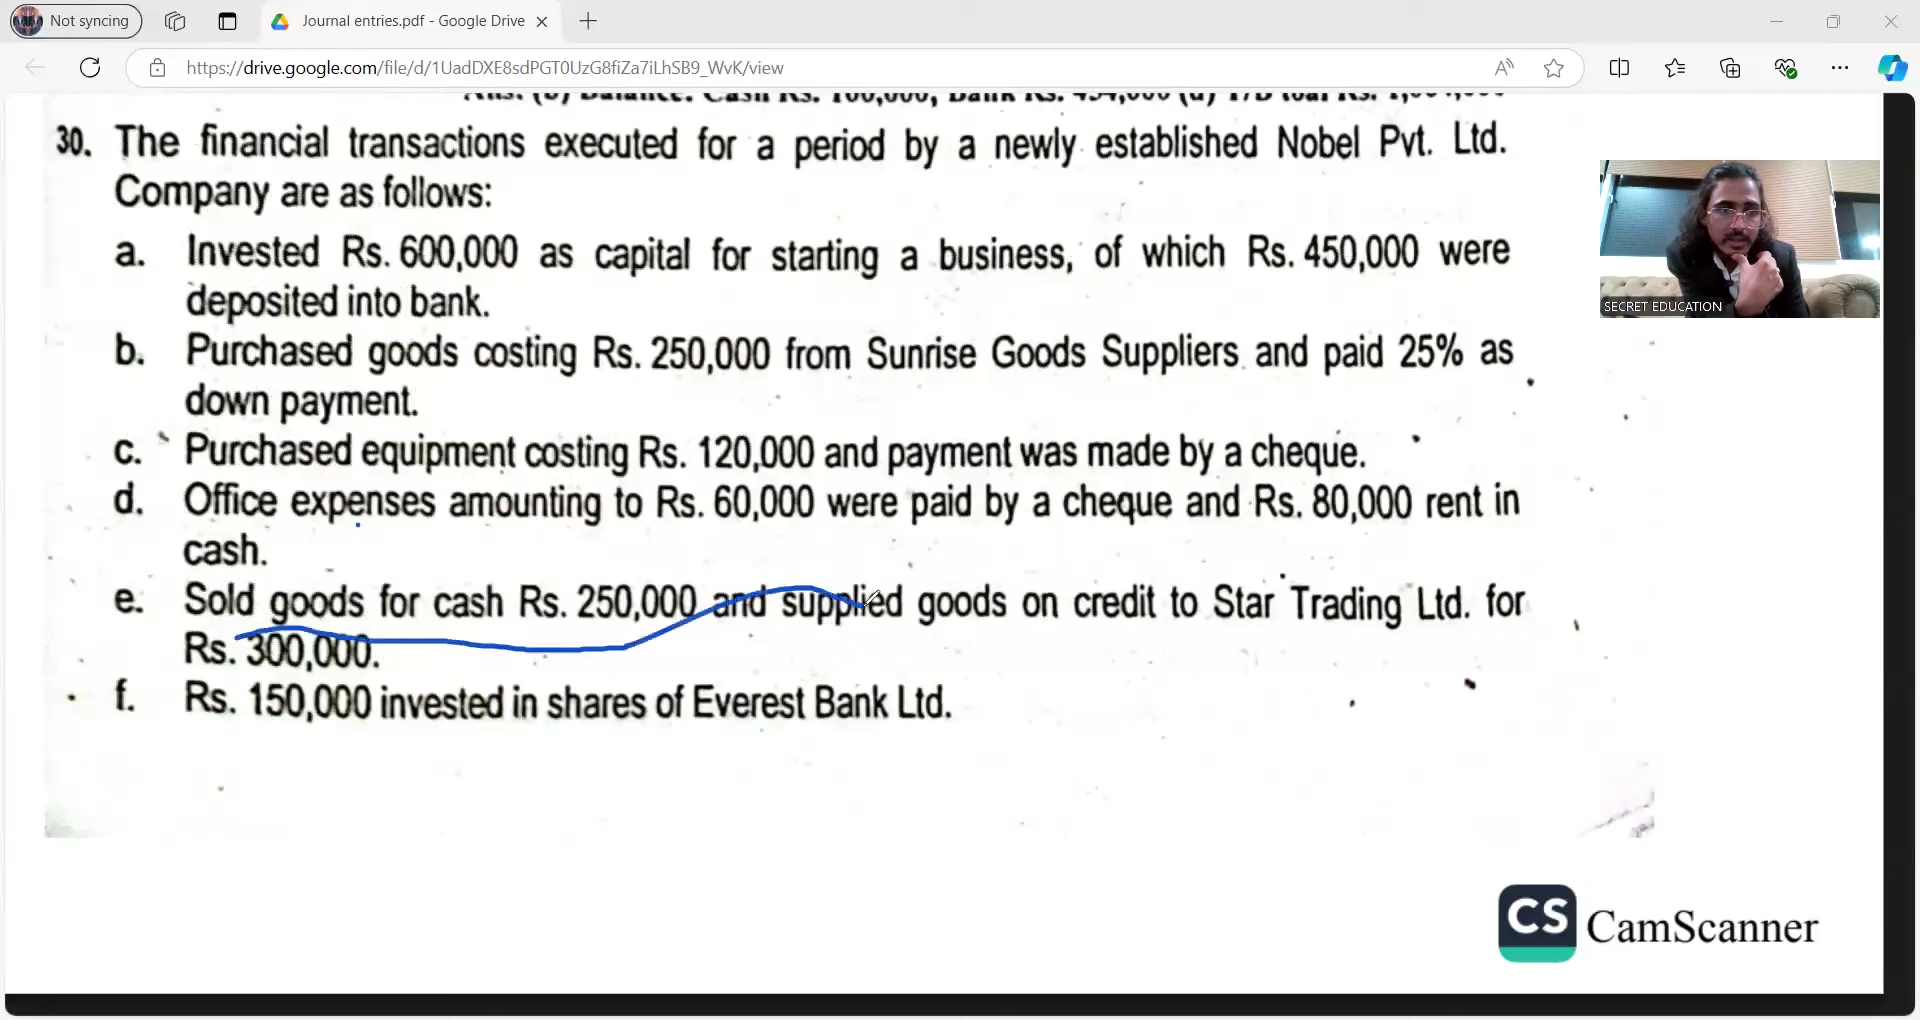 Not syncing
Journal entries.pdf - Google Drive
https://drive.google.com/file/d/1UadDXE8sdPGT0UzG8fiZa7iLhSB9_WvK/view
30. The financial transactions executed for a period by a newly established Nobel Pvt. Ltd.
Company are as follows:
a. Invested Rs. 600,000 as capital for starting a business, of which Rs. 450,000 were
deposited into bank.
b. Purchased goods costing Rs. 250,000 from Sunrise Goods Suppliers and paid 25% as
down payment.
c. Purchased equipment costing Rs. 120,000 and payment was made by a cheque.
d. Office expenses amounting to Rs. 60,000 were paid by a cheque and Rs. 80,000 rent in
cash.
e. Sold goods for cash Rs. 250,000 and supplied goods on credit to Star Trading Ltd. for
Rs. 300,000.
f. Rs. 150,000 invested in shares of Everest Bank Ltd.
SECRET EDUCATION
CS CamScanner